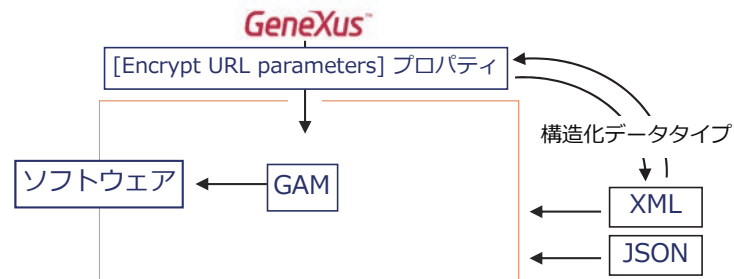 GeneXus™
[Encrypt URL parameters] プロパティ
構造化データタイプ
ソフトウェア
GAM
XML
JSON